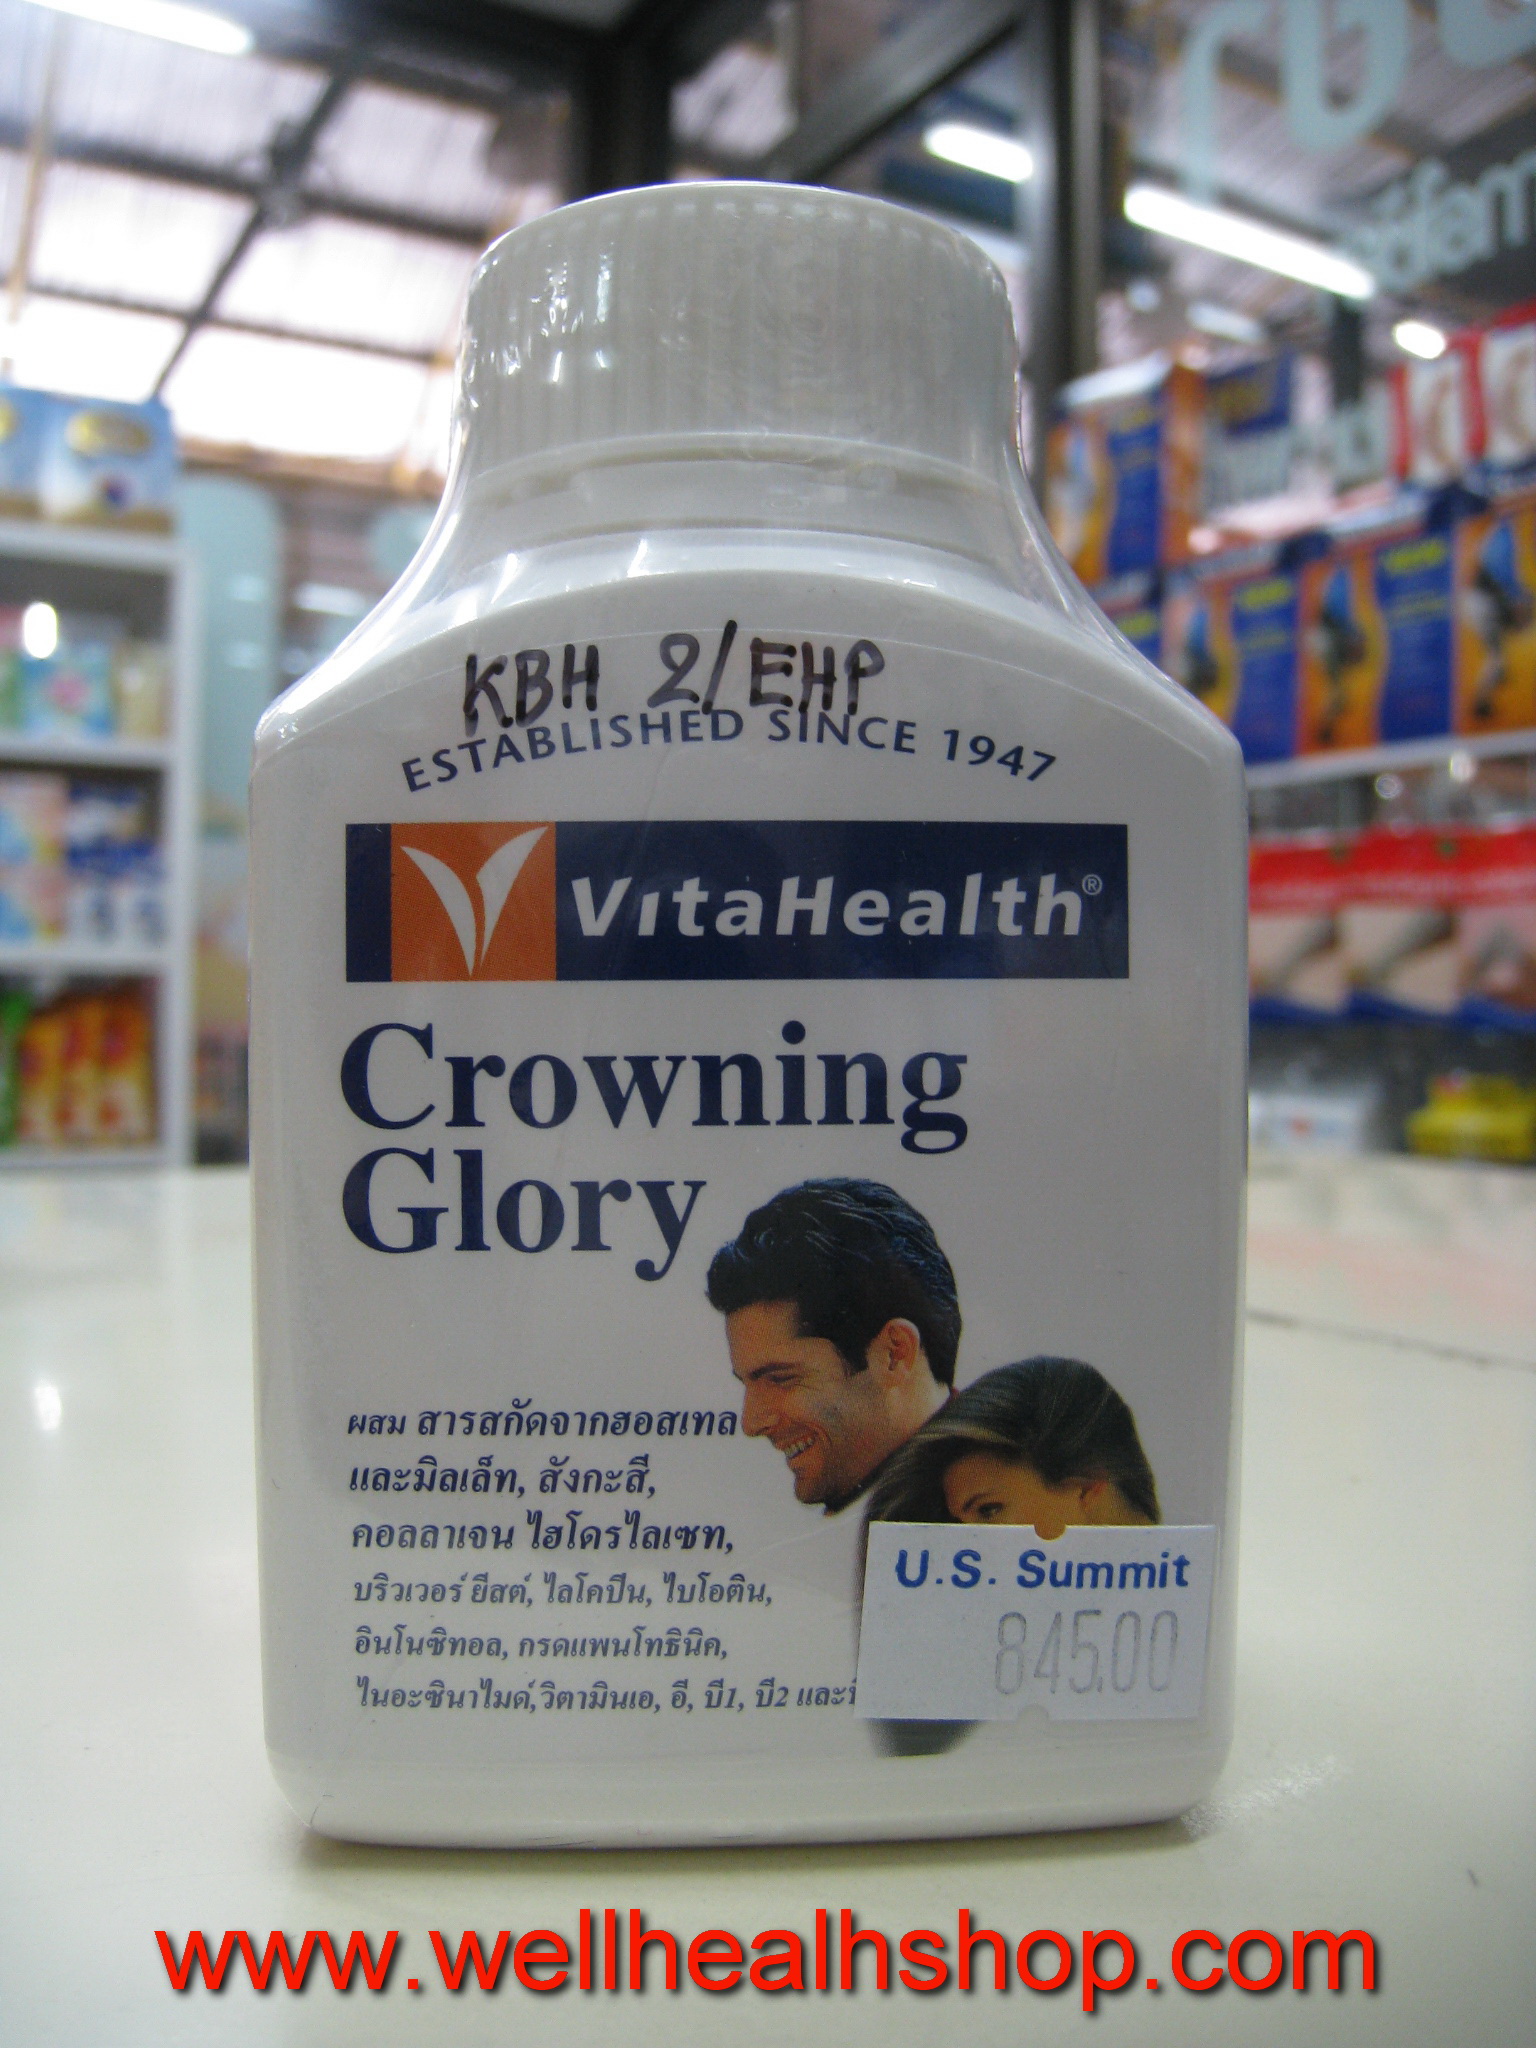 KBH 2/EHP
ESTABLISHED SINCE 1947
VitaHealth®
Crowning
Glory
ผสม สารสกัดจากฮอสเทล
และมิลเล็ท, สังกะสี,
คอลลาเจน ไฮโดรไลเซท,
บริวเวอร์ ยีสต์, ไลโคปีน, ไบโอติน,
อินโนซิทอล, กรดแพนโทธินิค,
ไนอะซินาไมด์, วิตามินเอ, อี, บี1, บี2 และ
U.S. Summit
845.00
www.wellhealhshop.com